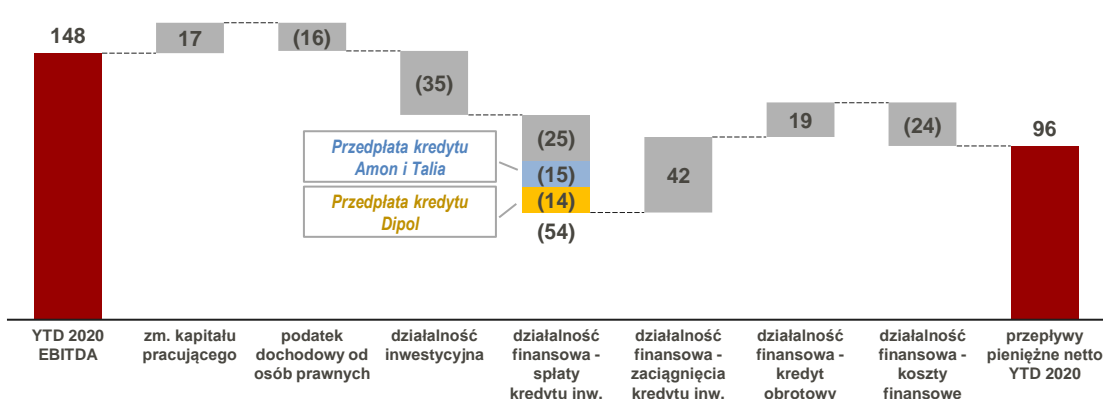 148
17
(16)
(35)
(25)
(15)
(14)
(54)
42
19
(24)
96
Przedpłata kredytu
Amon i Talia
Przedpłata kredytu
Dipol
YTD 2020
EBITDA
zm. kapitału
pracującego
podatek
dochodowy od
osób prawnych
działalność
inwestycyjna
działalność
finansowa -
spłaty
kredytu inw.
działalność
finansowa -
zaciągnięcia
kredytu inw.
działalność
finansowa -
kredyt
obrotowy
działalność
finansowa -
koszty
finansowe
przepływy
pieniężne netto
YTD 2020